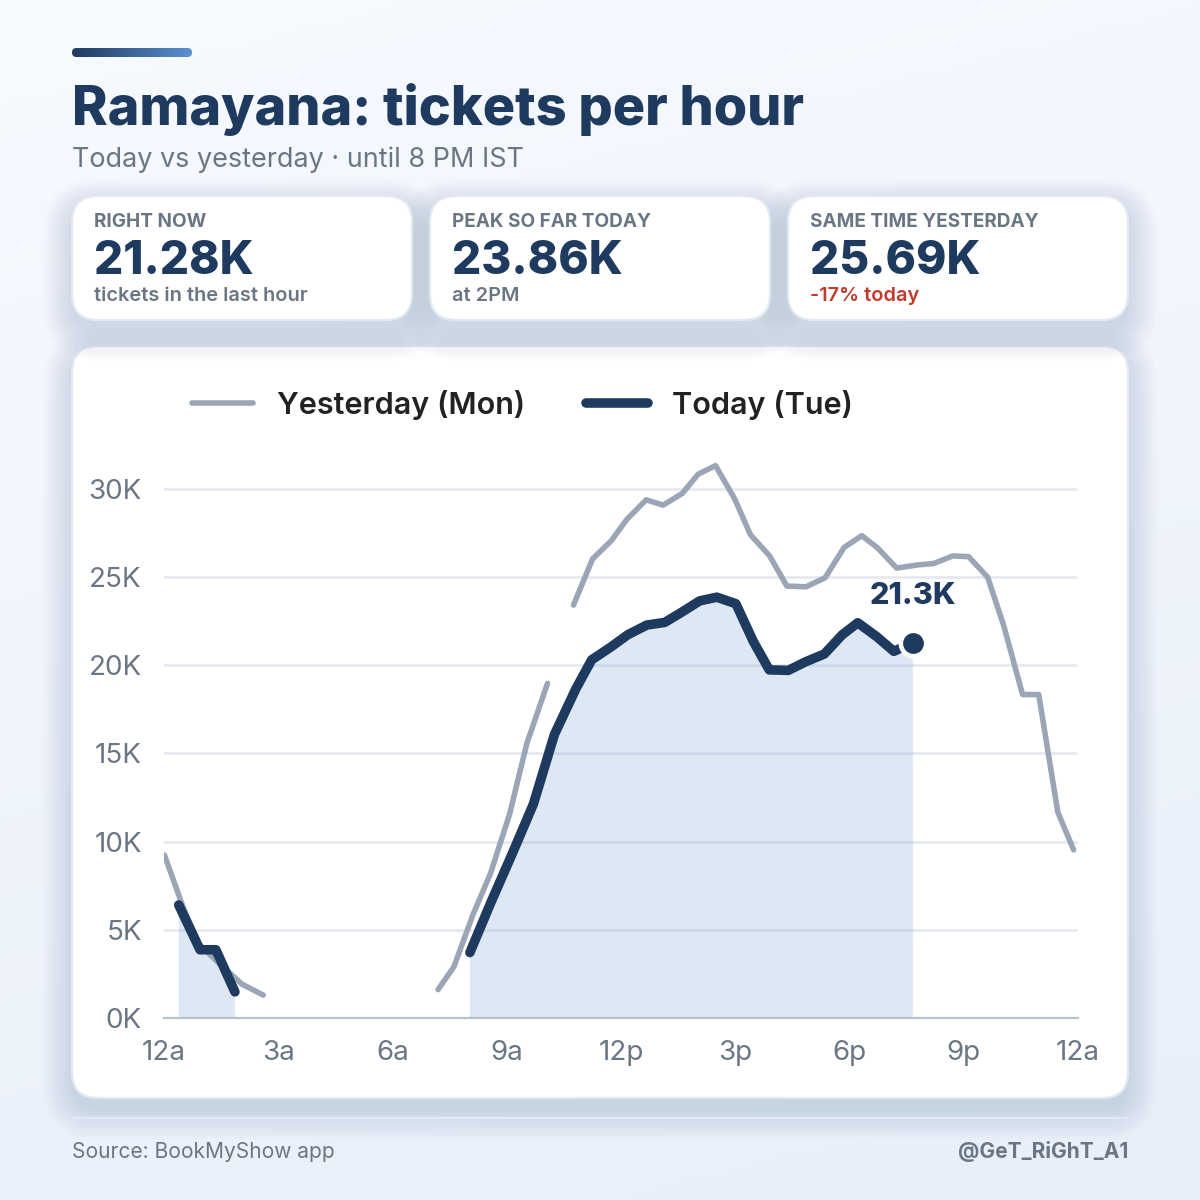 Ramayana: tickets per hour
Today vs yesterday · until 8 PM IST
RIGHT NOW
21.28K
tickets in the last hour
PEAK SO FAR TODAY
23.86K
at 2PM
SAME TIME YESTERDAY
25.69K
-17% today
Yesterday (Mon)
Today (Tue)
30K
25K
20K
15K
10K
5K
0K
21.3K
12a 3a 6a 9a 12p 3p 6p 9p 12a
Source: BookMyShow app
@GeT_RiGhT_A1